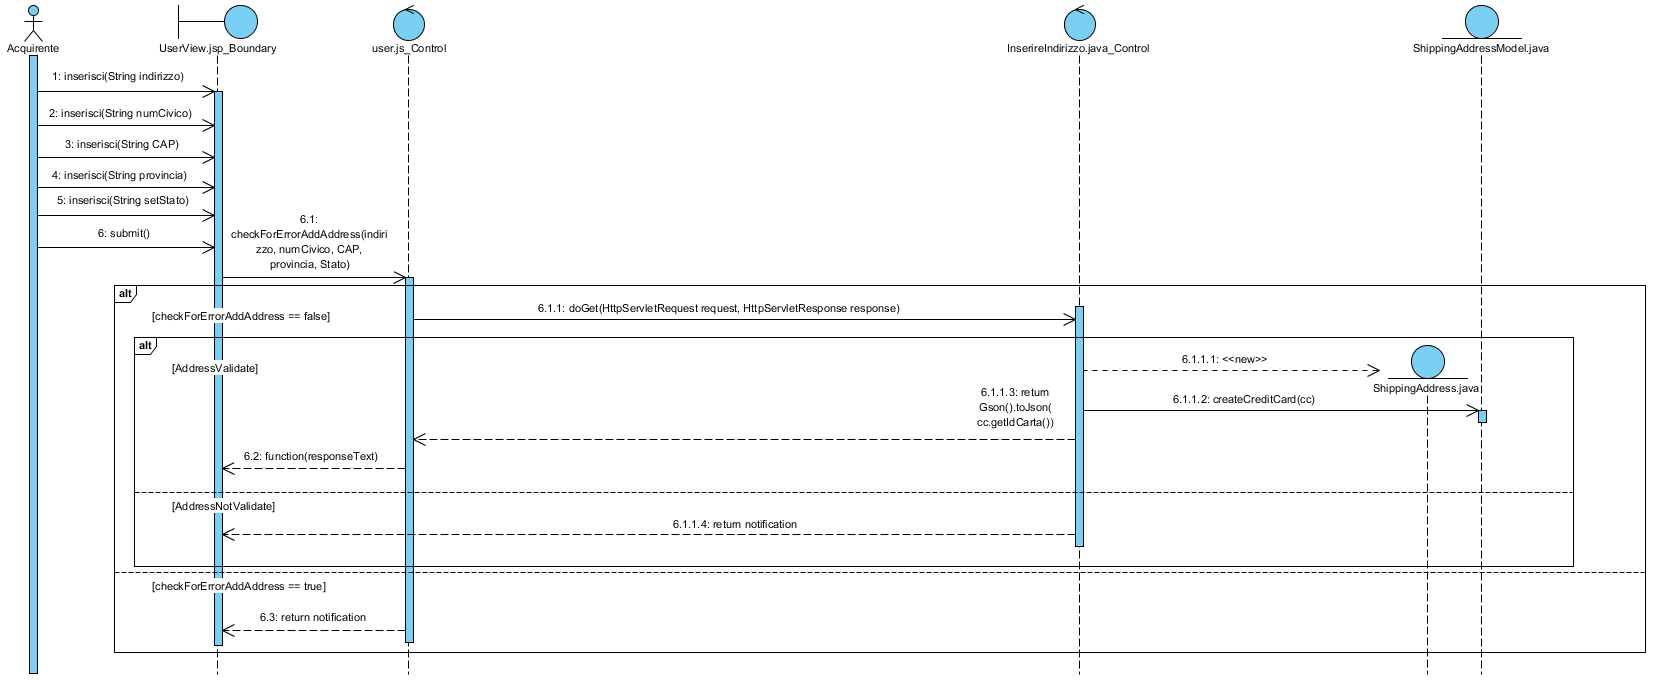 Acquirente
UserView.jsp_Boundary
user.js_Control
InserireIndirizzo.java_Control
ShippingAddressModel.java
1: inserisci(String indirizzo)
2: inserisci(String numCivico)
3: inserisci(String CAP)
4: inserisci(String provincia)
5: inserisci(String setStato)
6: submit()
6.1:
checkForErrorAddAddress(indiri
zzo, numCivico, CAP,
provincia, Stato)
alt
[checkForErrorAddAddress == false]
6.1.1: doGet(HttpServletRequest request, HttpServletResponse response)
alt
[AddressValidate]
6.1.1.1: <<new>>
ShippingAddress.java
6.1.1.2: createCreditCard(cc)
6.1.1.3: return
Gson().toJson(
cc.getIdCarta())
6.2: function(responseText)
[AddressNotValidate]
6.1.1.4: return notification
[checkForErrorAddAddress == true]
6.3: return notification